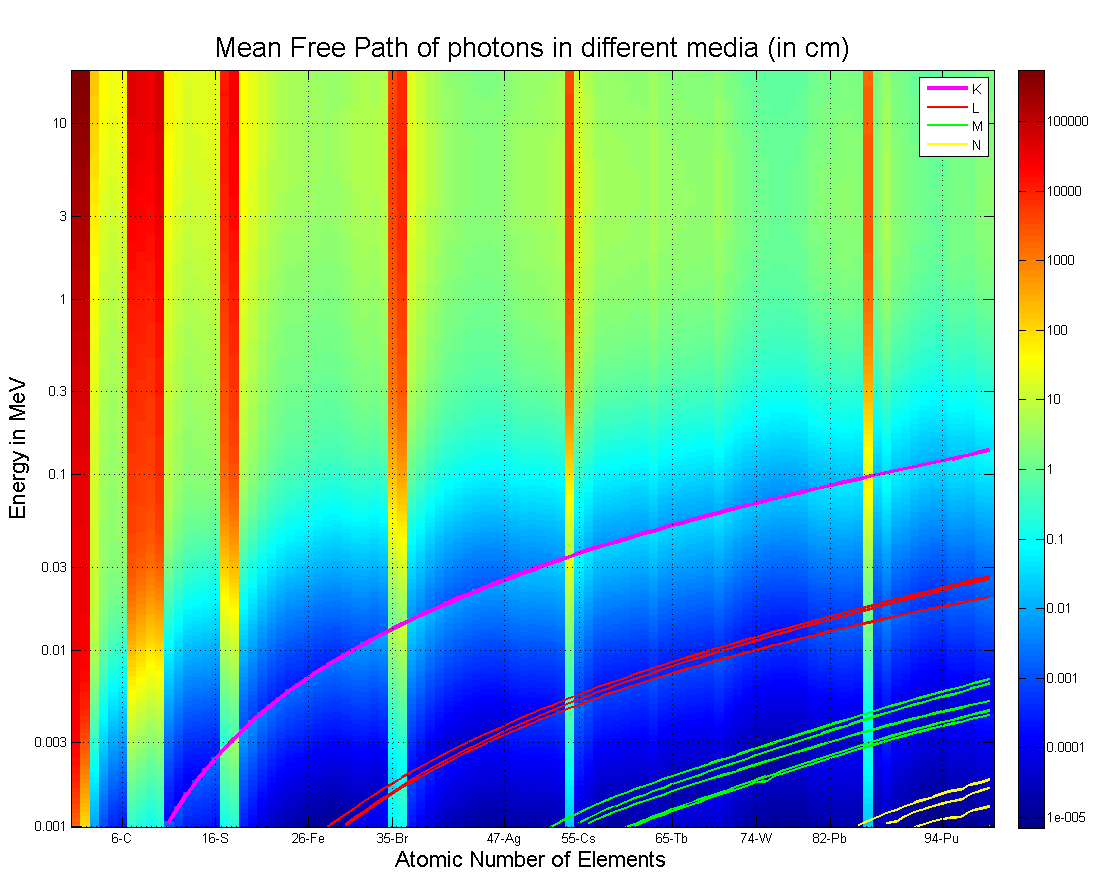 Mean Free Path of photons in different media (in cm)
K
L
M
N
10
3
1
0.3
0.1
0.03
0.01
0.003
0.001
Energy in MeV
100000
10000
1000
100
10
1
0.1
0.01
0.001
0.0001
1e-005
6-C 16-S 26-Fe 35-Br 47-Ag 55-Cs 65-Tb 74-W 82-Pb 94-Pu
Atomic Number of Elements